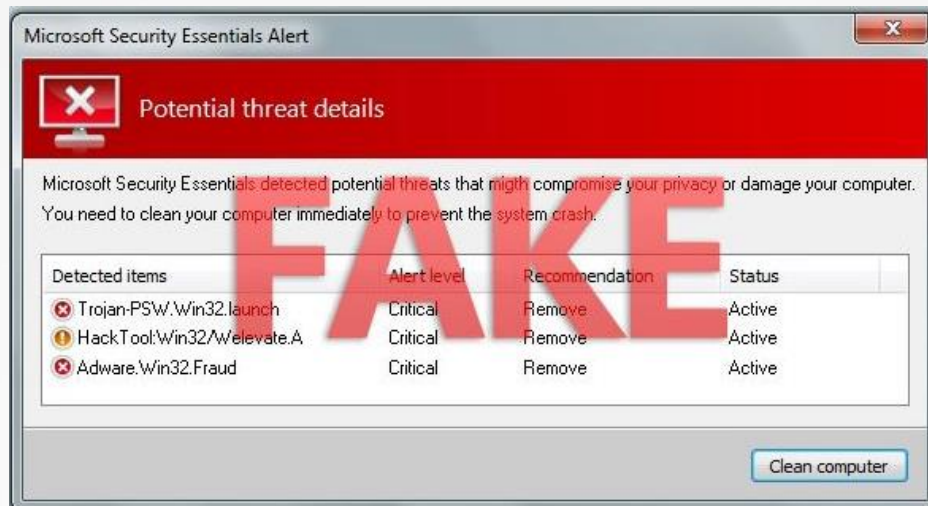 Microsoft Security Essentials Alert
Potential threat details
Microsoft Security Essentials detected potential threats that migth compromise your privacy or damage your computer.
You need to clean your computer immediately to prevent the system crash.
FAKE
Detected items Alert level Recommendation Status
Trojan-PSW.Win32.launch Critical Remove Active
HackTool:Win32/Welevate.A Critical Remove Active
Adware.Win32.Fraud Critical Remove Active
Clean computer